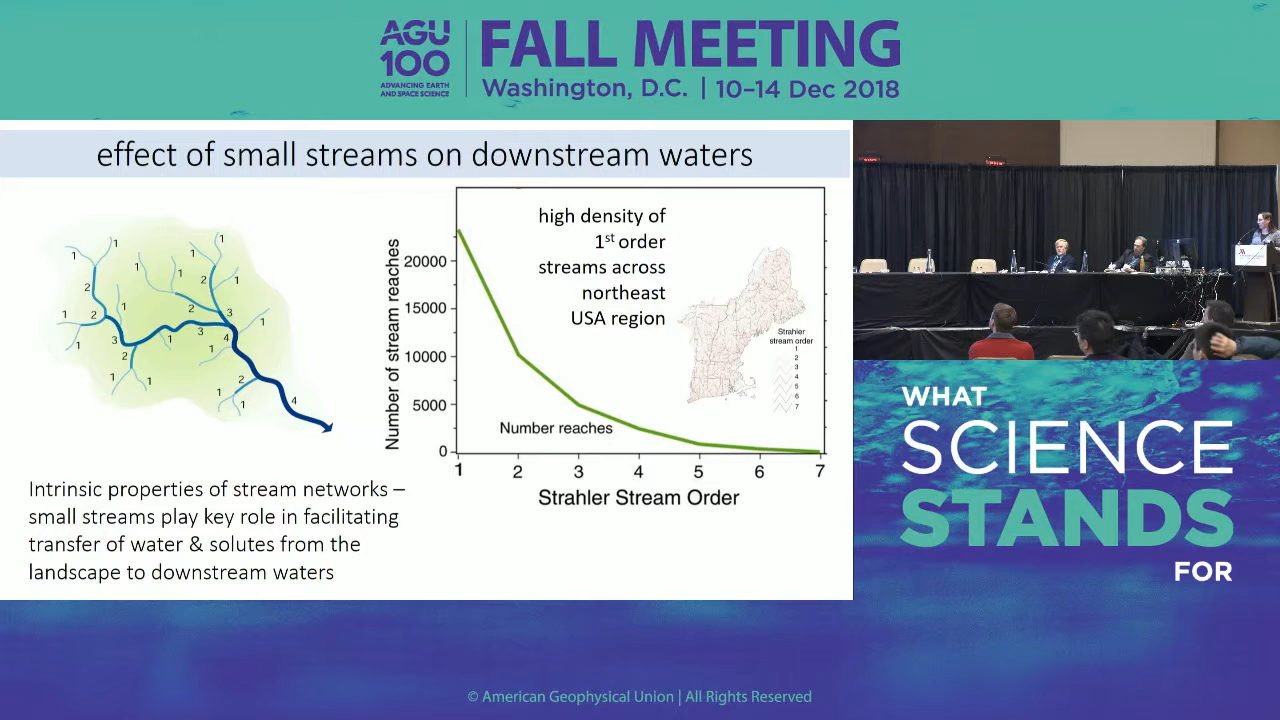 AGU
100
ADVANCING EARTH
AND SPACE SCIENCE
FALL MEETING
Washington, D.C. | 10–14 Dec 2018
effect of small streams on downstream waters
1
1
1
1
1
1
2
1
2
1
1
2
2
3
1
1
3
3
1
4
1
2
1
1
2
1
1
4
Intrinsic properties of stream networks –
small streams play key role in facilitating
transfer of water & solutes from the
landscape to downstream waters
high density of
1st order
streams across
northeast
USA region
Number of stream reaches
20000
15000
10000
5000
0
Number reaches
Strahler
stream order
1
2
3
4
5
6
7
1 2 3 4 5 6 7
Strahler Stream Order
WHAT
SCIENCE
STANDS
FOR
© American Geophysical Union | All Rights Reserved